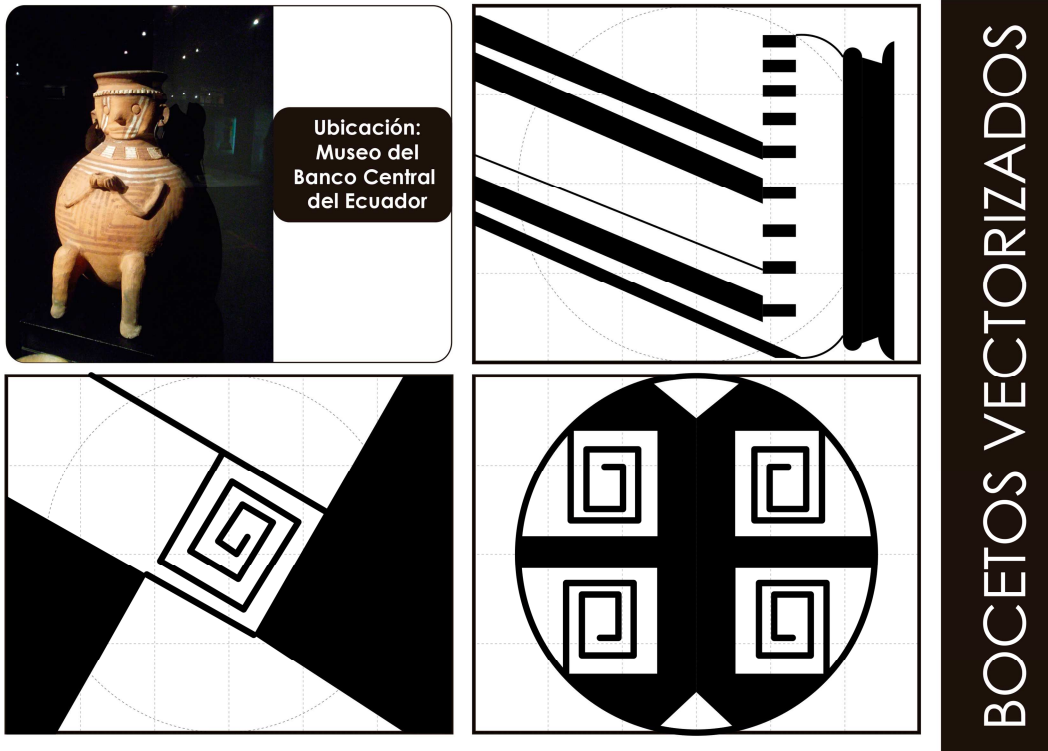 Ubicación:
Museo del
Banco Central
del Ecuador
BOCETOS VECTORIZADOS